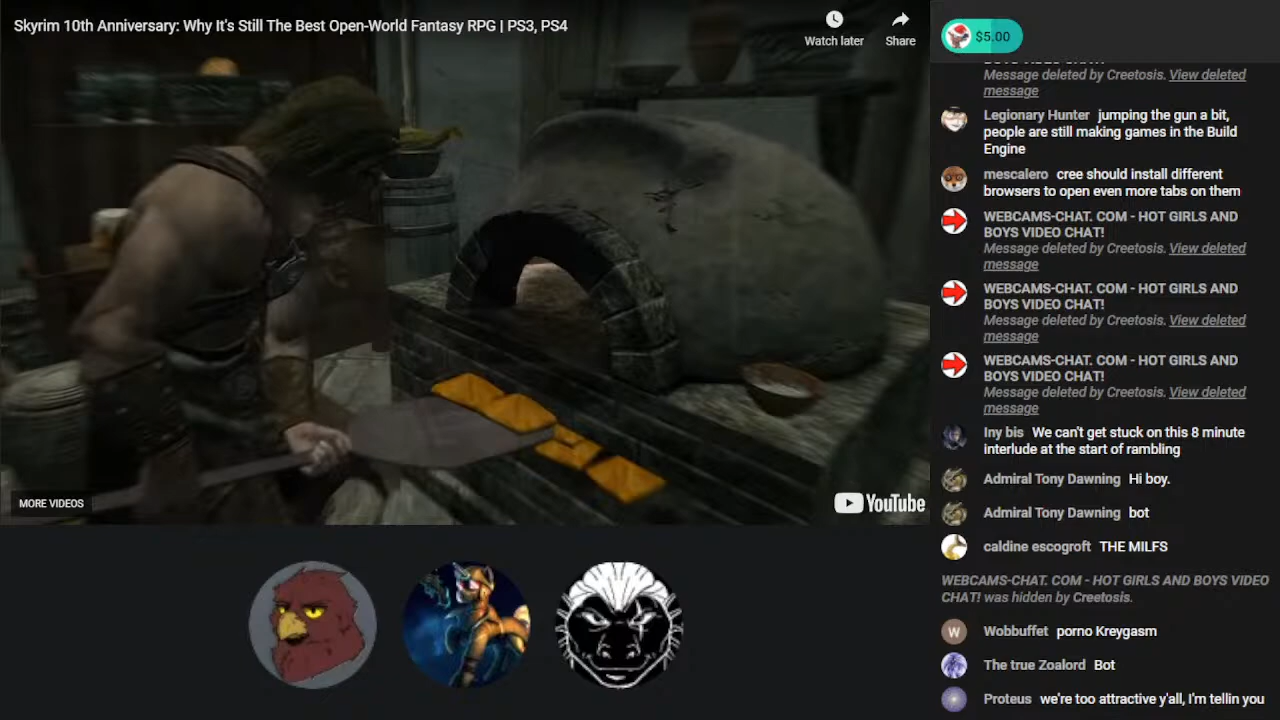 Skyrim 10th Anniversary: Why It's Still The Best Open-World Fantasy RPG | PS3, PS4
Watch later
Share
MORE VIDEOS
YouTube
$5.00
Message deleted by Creetosis. View deleted
message
Legionary Hunter jumping the gun a bit,
people are still making games in the Build
Engine
mescalero cree should install different
browsers to open even more tabs on them
WEBCAMS-CHAT. COM - HOT GIRLS AND
BOYS VIDEO CHAT!
Message deleted by Creetosis. View deleted
message
WEBCAMS-CHAT. COM - HOT GIRLS AND
BOYS VIDEO CHAT!
Message deleted by Creetosis. View deleted
message
WEBCAMS-CHAT. COM - HOT GIRLS AND
BOYS VIDEO CHAT!
Message deleted by Creetosis. View deleted
message
Iny bis We can't get stuck on this 8 minute
interlude at the start of rambling
Admiral Tony Dawning Hi boy.
Admiral Tony Dawning bot
caldine escogroft THE MILFS
WEBCAMS-CHAT. COM - HOT GIRLS AND BOYS VIDEO
CHAT! was hidden by Creetosis.
W
Wobbuffet porno Kreygasm
The true Zoalord Bot
Proteus we're too attractive y'all, I'm tellin you